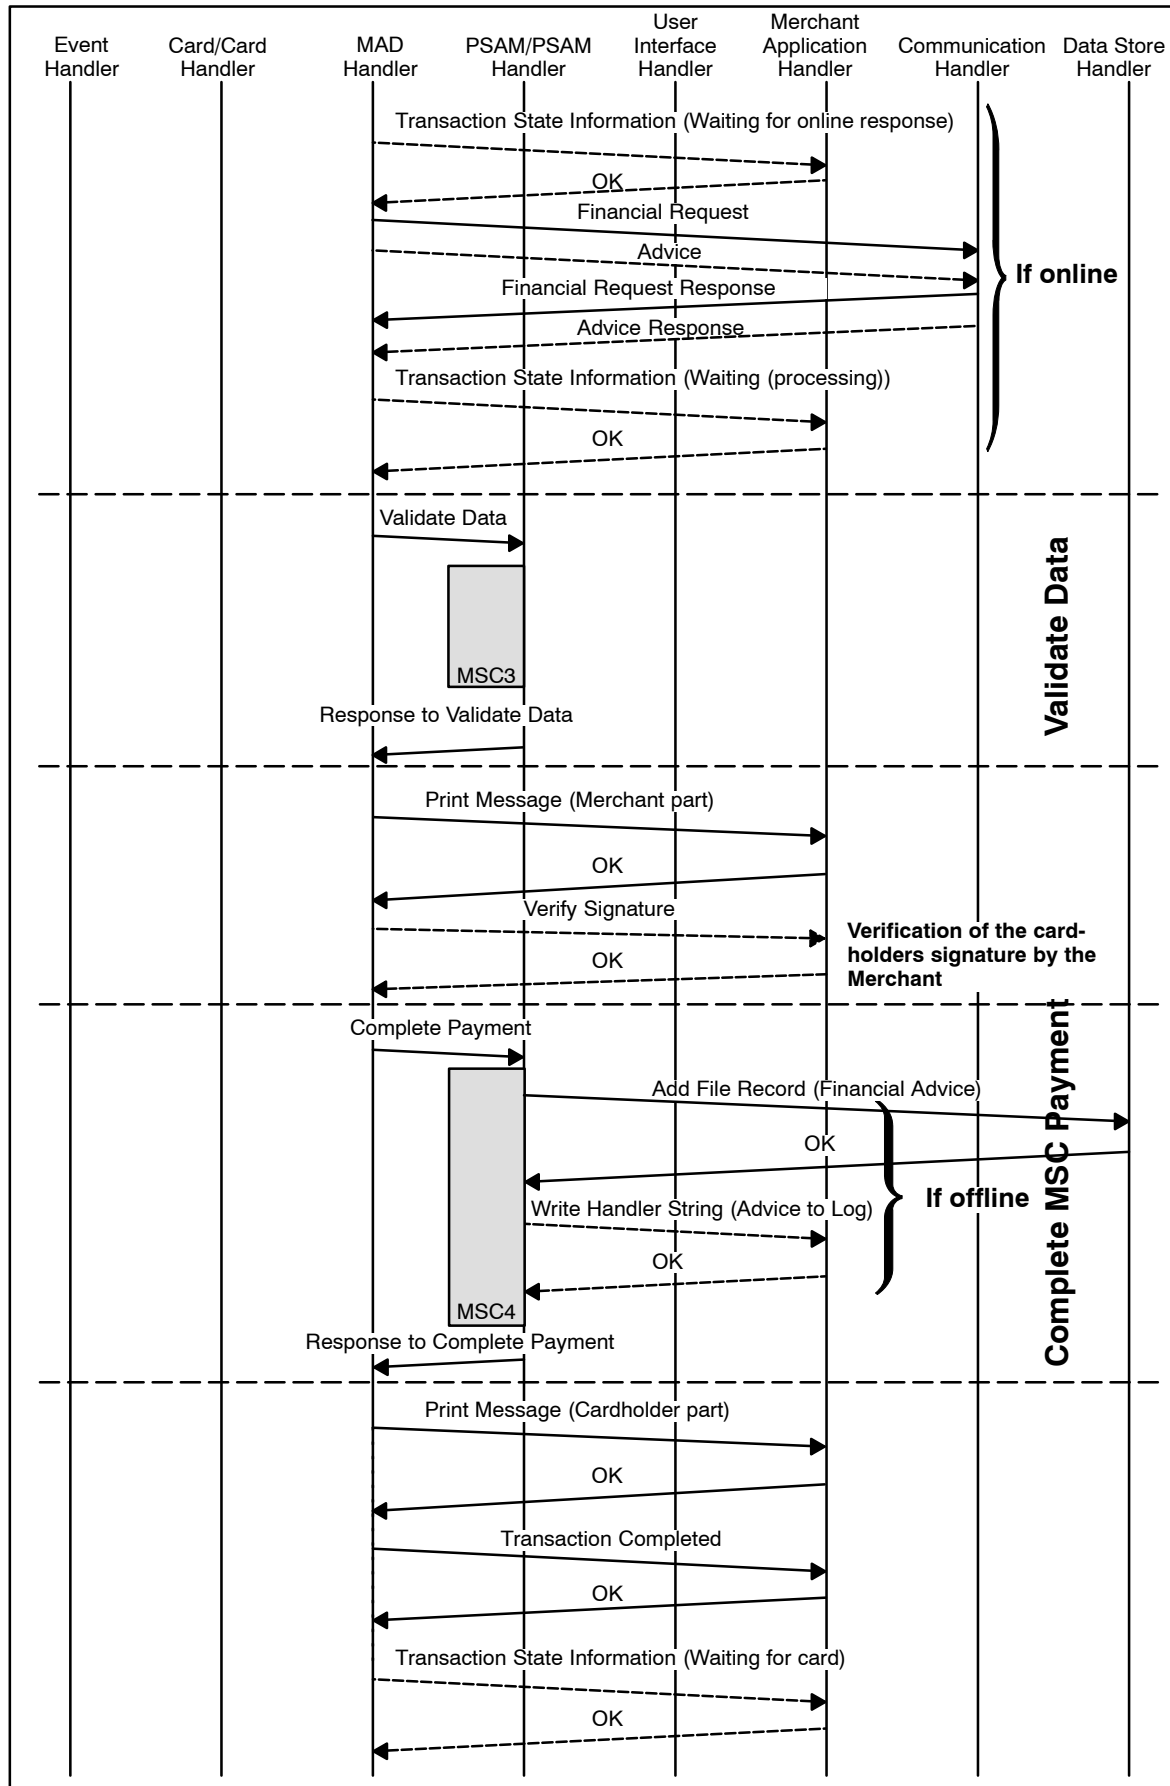 Event
Handler
Card/Card
Handler
MAD
Handler
PSAM/PSAM
Handler
User
Interface
Handler
Merchant
Application
Handler
Communication
Handler
Data Store
Handler
Transaction State Information (Waiting for online response)
OK
Financial Request
Advice
If online
Financial Request Response
Advice Response
Transaction State Information (Waiting (processing))
OK
Validate Data
Validate Data
MSC3
Response to Validate Data
Print Message (Merchant part)
OK
Verify Signature
Verification of the card-
holders signature by the
Merchant
OK
Complete MSC Payment
Complete Payment
Add File Record (Financial Advice)
OK
If offline
Write Handler String (Advice to Log)
OK
MSC4
Response to Complete Payment
Print Message (Cardholder part)
OK
Transaction Completed
OK
Transaction State Information (Waiting for card)
OK